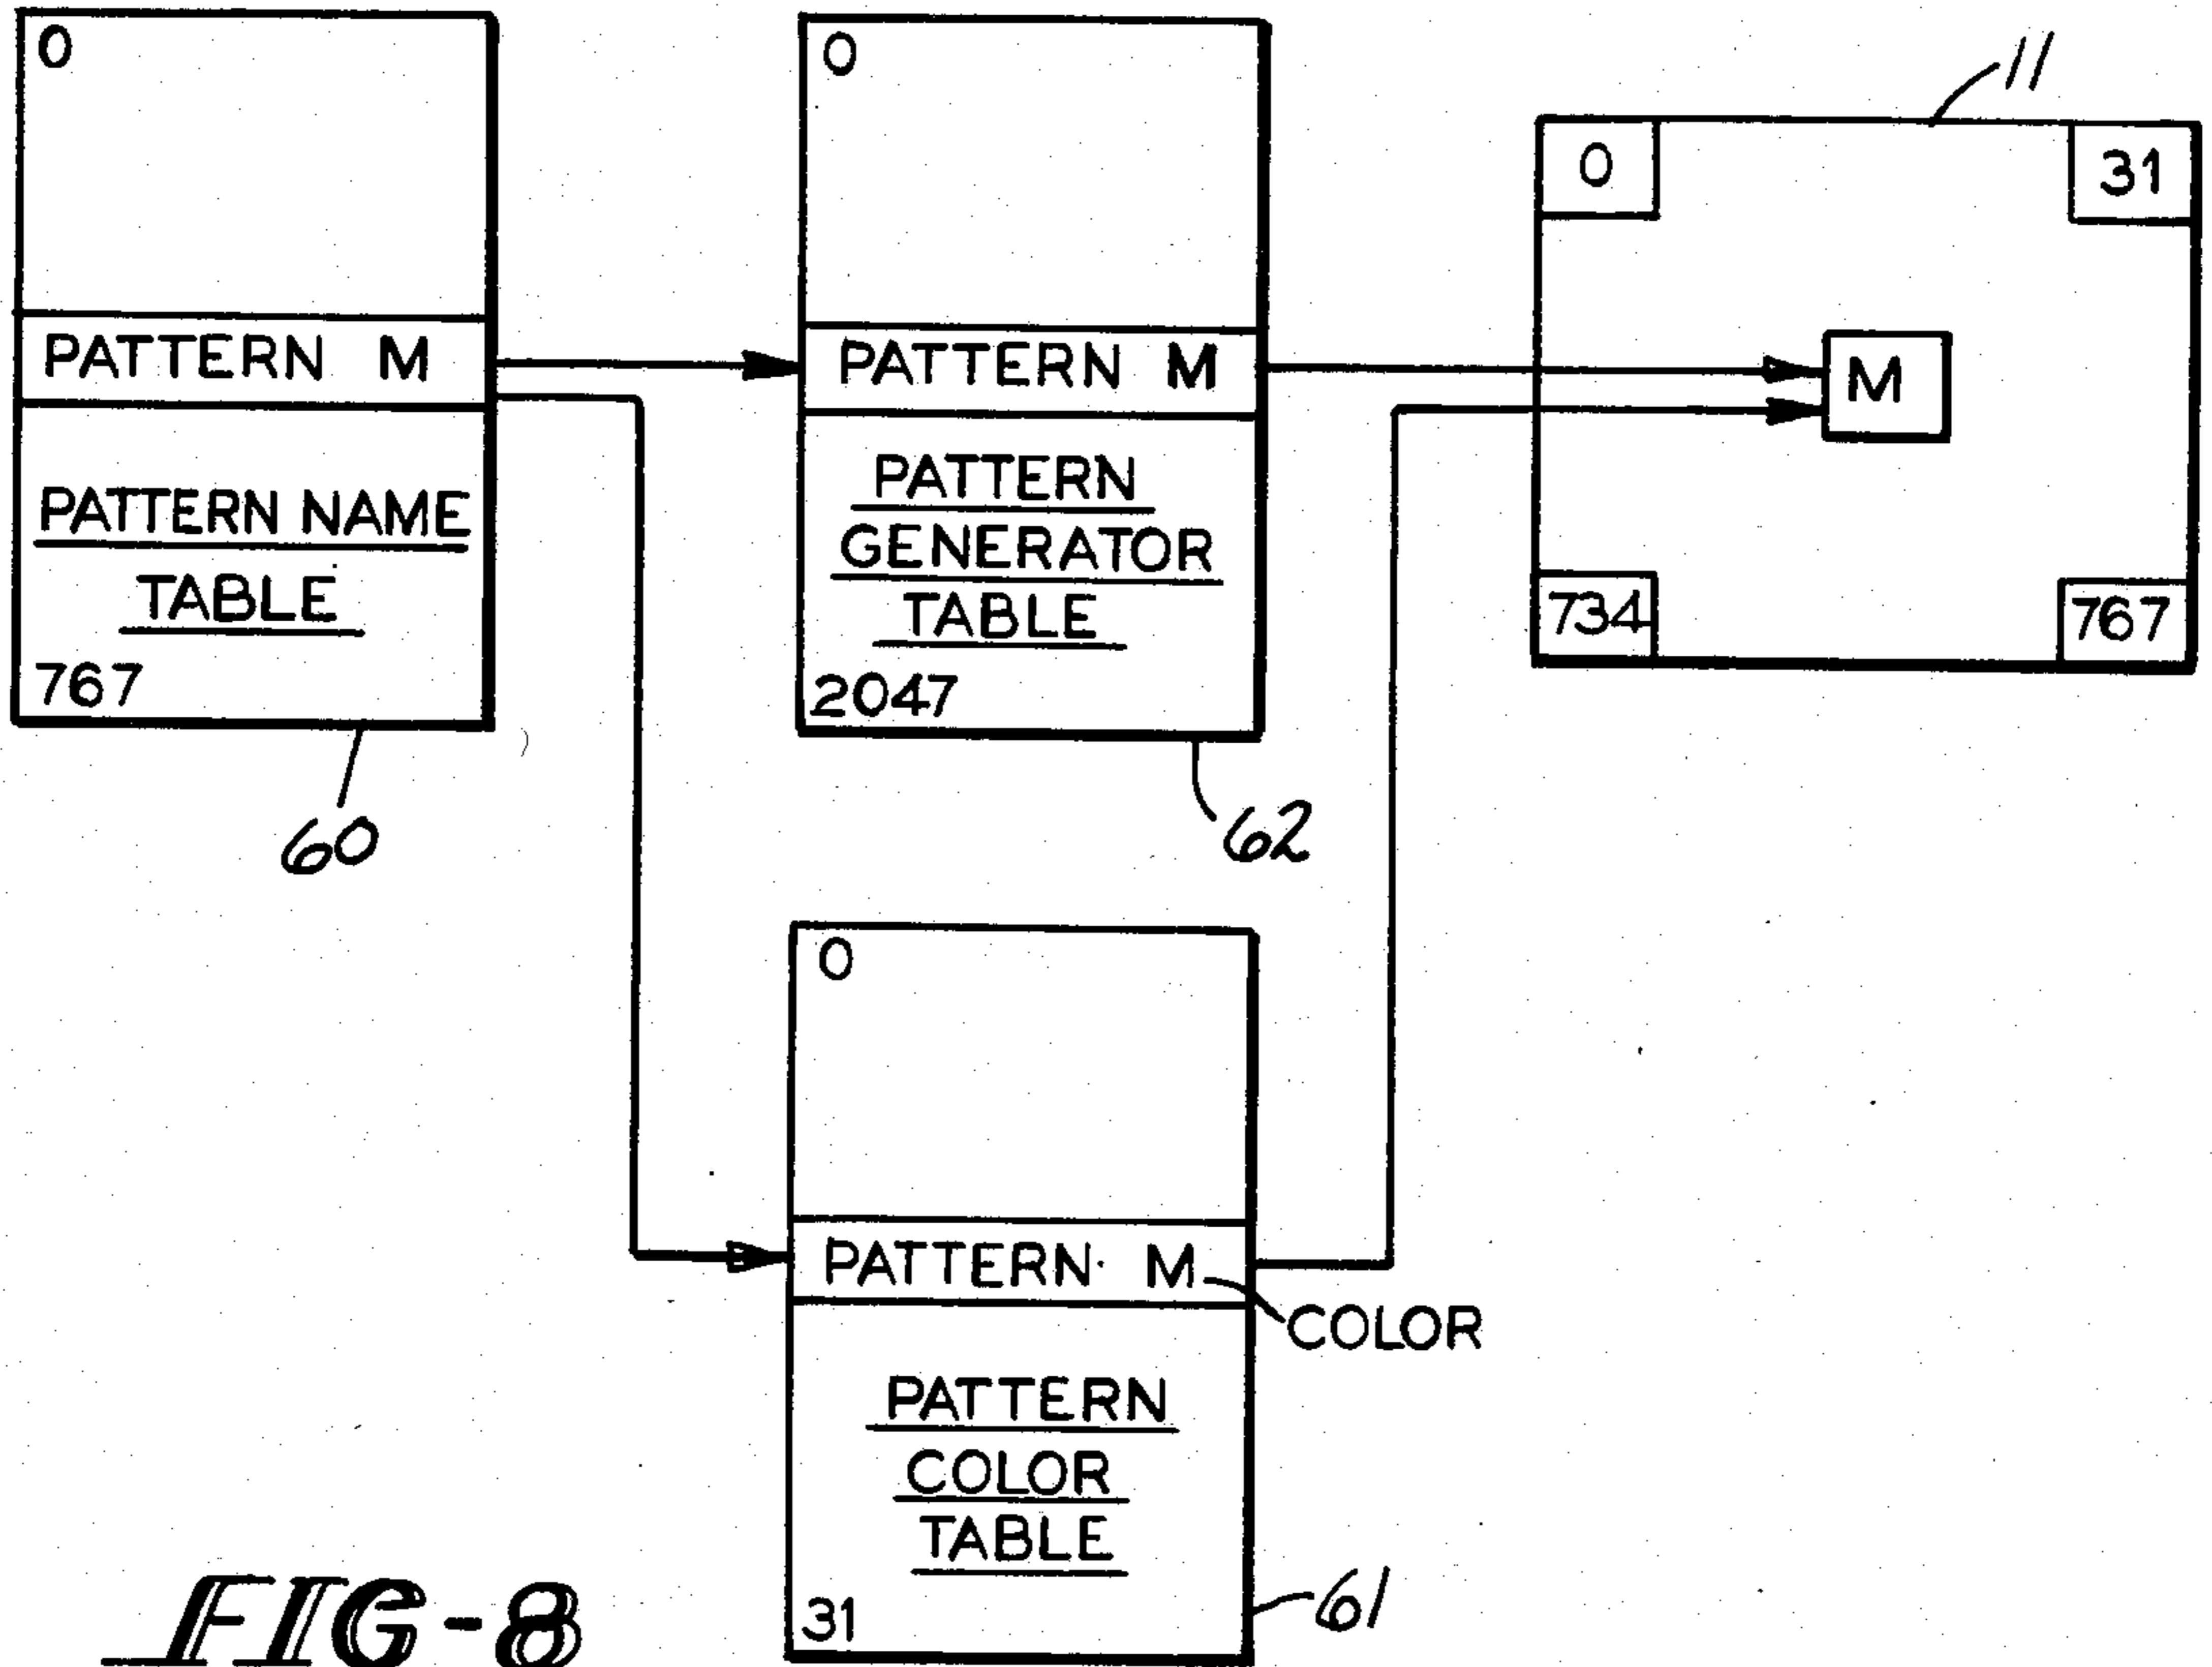 0
PATTERN M
PATTERN NAME
TABLE
767
60
0
PATTERN M
PATTERN
GENERATOR
TABLE
2047
62
11
0
31
M
734
767
0
PATTERN M
COLOR
PATTERN
COLOR
TABLE
31
61
FIG-8